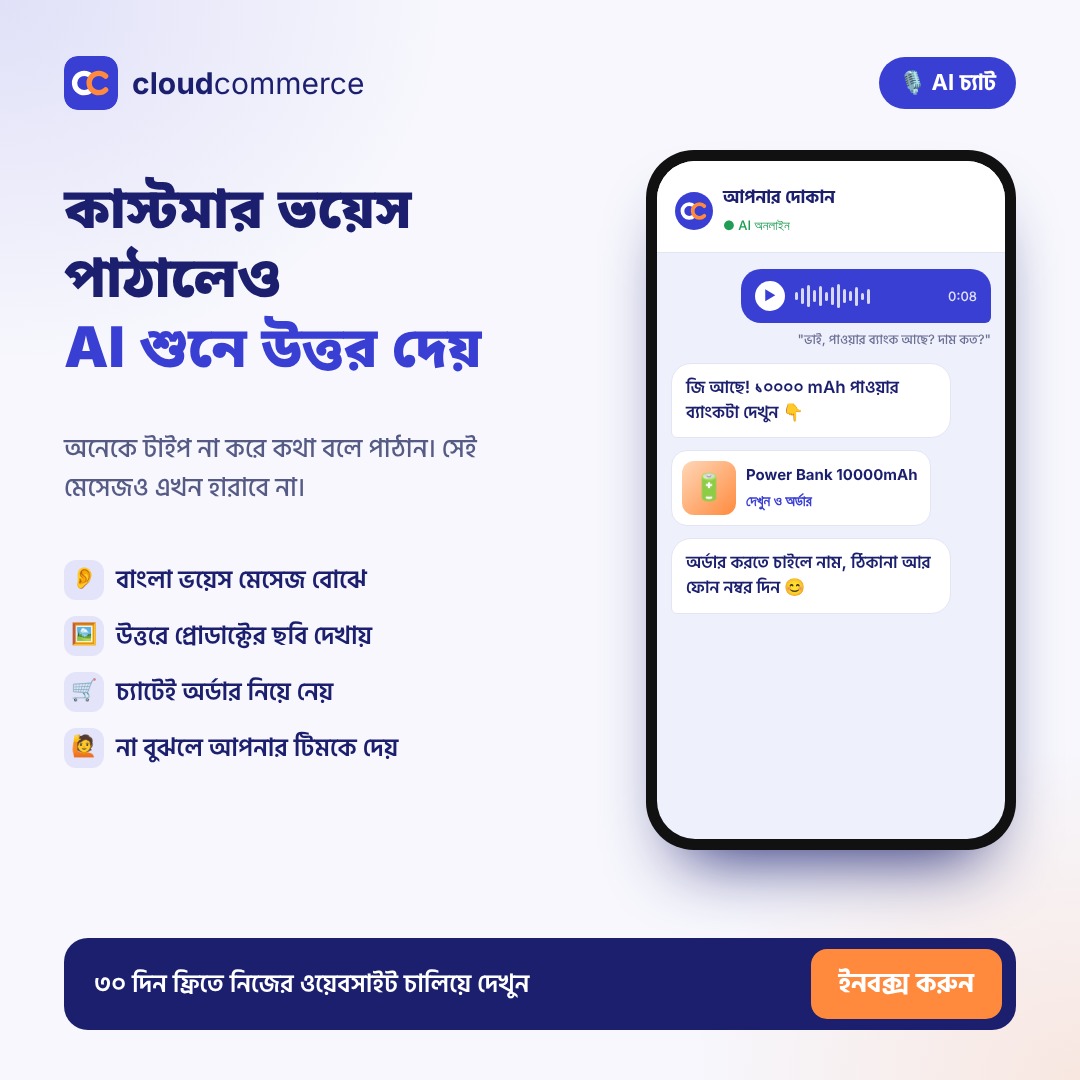 cloudcommerce
🎙️ AI চ্যাট
কাস্টমার ভয়েস
পাঠালেও
AI শুনে উত্তর দেয়
অনেকে টাইপ না করে কথা বলে পাঠান। সেই
মেসেজও এখন হারাবে না।
👂 বাংলা ভয়েস মেসেজ বোঝে
🖼️ উত্তরে প্রোডাক্টের ছবি দেখায়
🛒 চ্যাটেই অর্ডার নিয়ে নেয়
🙋 না বুঝলে আপনার টিমকে দেয়
আপনার দোকান
● AI অনলাইন
0:08
"ভাই, পাওয়ার ব্যাংক আছে? দাম কত?"
জি আছে! ১০০০০ mAh পাওয়ার
ব্যাংকটা দেখুন 👇
Power Bank 10000mAh
দেখুন ও অর্ডার
অর্ডার করতে চাইলে নাম, ঠিকানা আর
ফোন নম্বর দিন 😊
৩০ দিন ফ্রিতে নিজের ওয়েবসাইট চালিয়ে দেখুন
ইনবক্স করুন